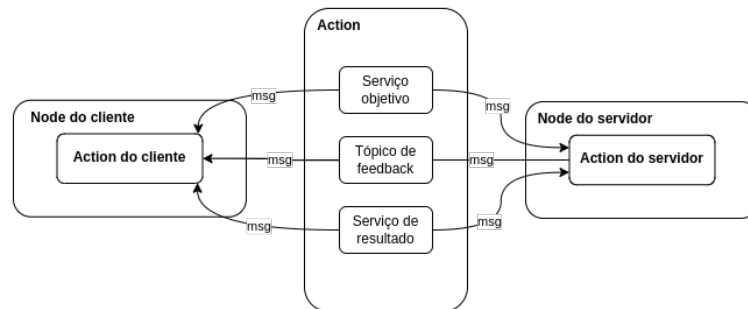 Action
Serviço
objetivo
msg
msg
Node do cliente
Action do cliente
Node do servidor
Action do servidor
Tópico de
feedback
msg
msg
Serviço de
resultado
msg
msg